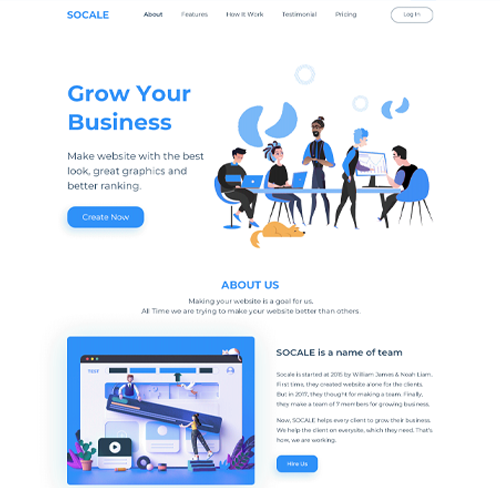 SOCALE About Features How It Work Testimonial Pricing Log In
Grow Your
Business
Make website with the best
look, great graphics and
better ranking.
Create Now
ABOUT US
Making your website is a goal for us.
All Time we are trying to make your website better than others.
TEXT
SOCALE is a name of team
Socale is started at 2015 by William James & Noah Liam.
First time, they created website alone for the clients.
But in 2017, they thought for making a team. Finally,
they make a team of 7 members for growing business.
Now, SOCALE helps every client to grow, their business.
We help the client on everysite, which they need. That's
how, we are working.
Hire Us